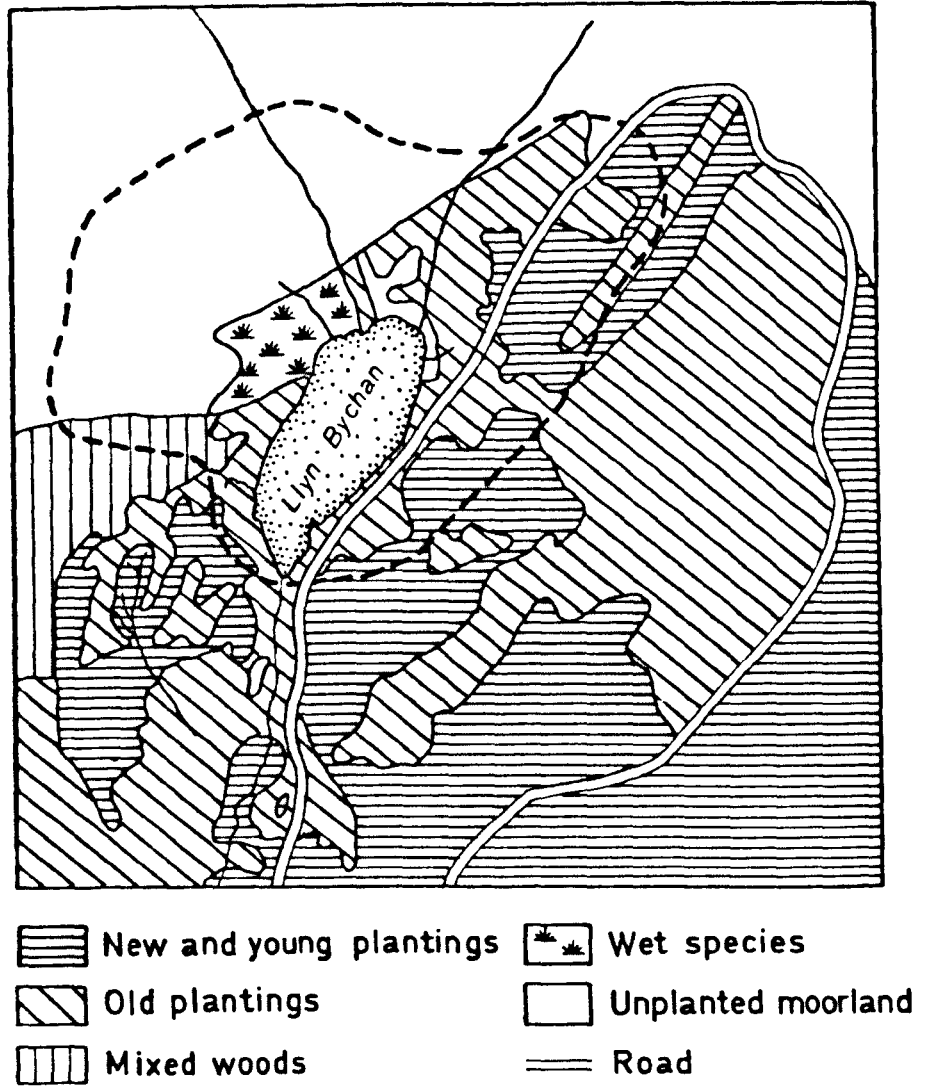 Llyn Bychan
New and young plantings
Wet species
Old plantings
Unplanted moorland
Mixed woods
Road